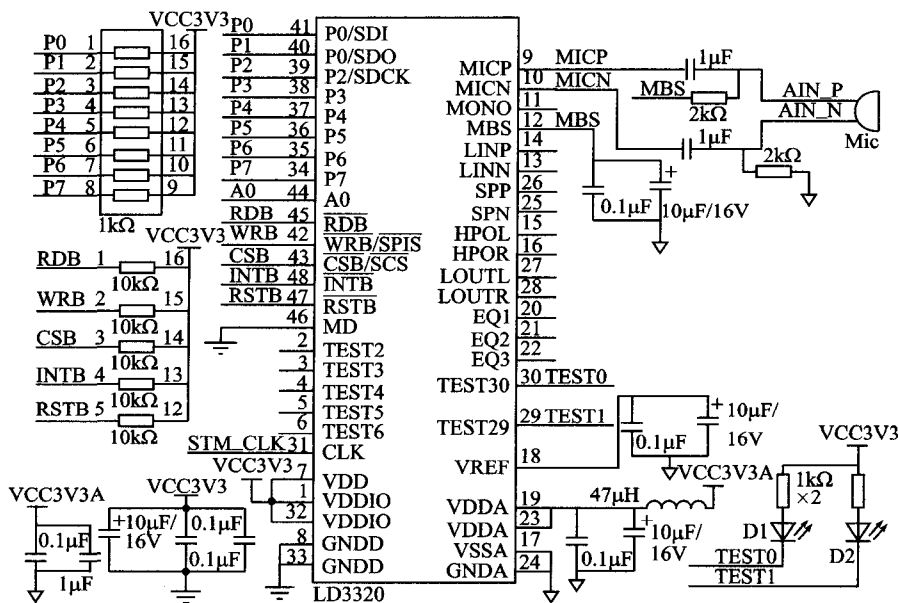 VCC3V3
P0 1 16
P1 2 15
P2 3 14
P3 4 13
P4 5 12
P5 6 11
P6 7 10
P7 8 9
1kΩ
VCC3V3
RDB 1 16
10kΩ
WRB 2 15
10kΩ
CSB 3 14
10kΩ
INTB 4 13
10kΩ
RSTB 5 12
10kΩ
P0 41 P0/SDI
P1 40 P0/SDO
P2 39 P2/SDCK
P3 38 P3
P4 37 P4
P5 36 P5
P6 35 P6
P7 34 P7
A0 44 A0
RDB 45 RDB
WRB 42 WRB/SPIS
CSB 43 CSB/SCS
INTB 48 INTB
RSTB 47 RSTB
46 MD
2 TEST2
3 TEST3
4 TEST4
5 TEST5
6 TEST6
STM_CLK 31 CLK
VCC3V3 7 VDD
1 VDDIO
32 VDDIO
8 GNDD
33 GNDD
LD3320
MICP 9 MICP
MICN 10 MICN
MONO 11
MBS 12 MBS
LINP 14
LINN 13
SPP 26
SPN 25
HPOL 15
HPOR 16
LOUTL 27
LOUTR 28
EQ1 20
EQ2 21
EQ3 22
TEST30 30 TEST0
TEST29 29 TEST1
VREF 18
VDDA 19
VDDA 23
VSSA 17
GNDA 24
1μF
MBS
2kΩ
1μF
AIN_P
AIN_N
Mic
2kΩ
+
0.1μF
10μF/16V
+
10μF/
16V
0.1μF
47μH
VCC3V3A
+
10μF/
16V
0.1μF
VCC3V3
1kΩ
×2
D1
D2
TEST0
TEST1
VCC3V3A
0.1μF
1μF
VCC3V3
+
10μF/
16V
0.1μF
0.1μF